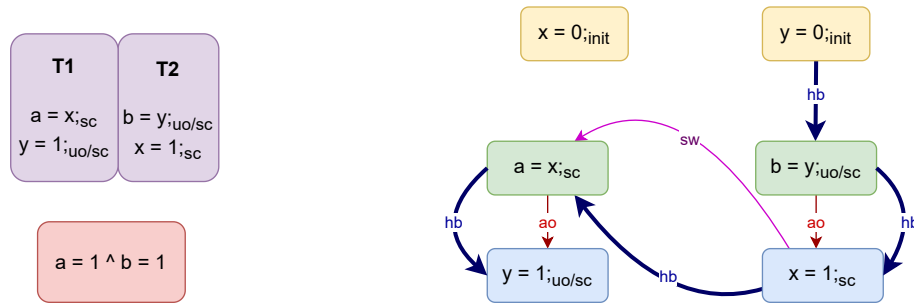 T1
a = x;sc
y = 1;uo/sc
T2
b = y;uo/sc
x = 1;sc
a = 1 ^ b = 1
x = 0;init
y = 0;init
hb
sw
a = x;sc
b = y;uo/sc
hb
ao
ao
hb
y = 1;uo/sc
hb
x = 1;sc